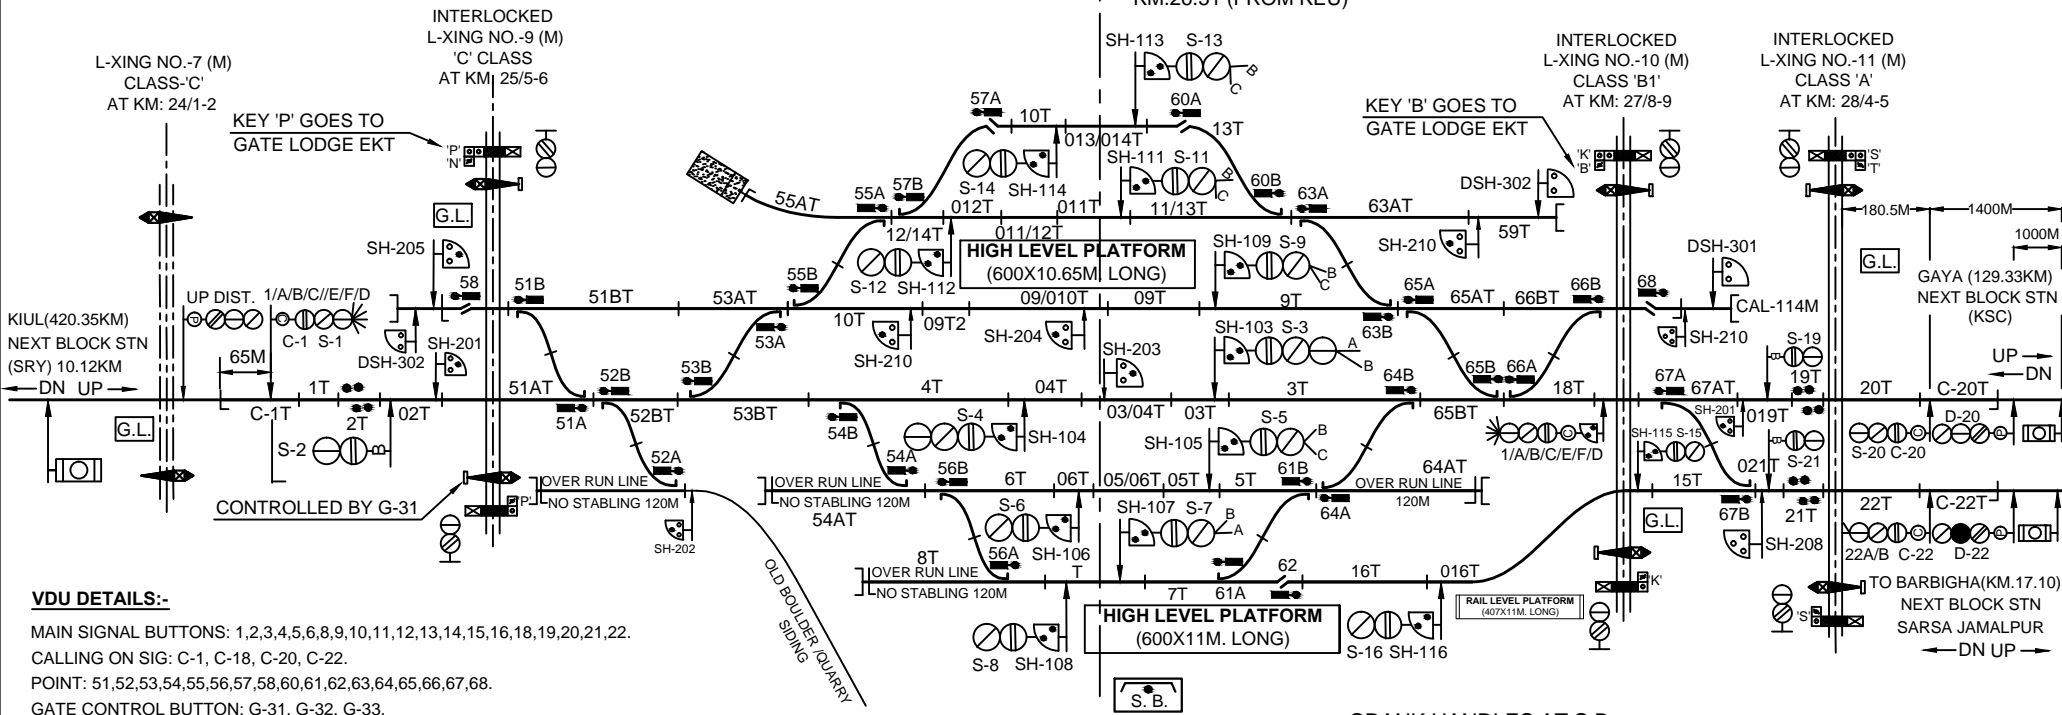 KM.26.51 (FROM KEU)
INTERLOCKED
L-XING NO.-9 (M)
'C' CLASS
AT KM: 25/5-6
L-XING NO.-7 (M)
CLASS-'C'
AT KM: 24/1-2
INTERLOCKED
L-XING NO.-10 (M)
CLASS 'B1'
AT KM: 27/8-9
INTERLOCKED
L-XING NO.-11 (M)
CLASS 'A'
AT KM: 28/4-5
KEY 'P' GOES TO
GATE LODGE EKT
KEY 'B' GOES TO
GATE LODGE EKT
SH-113 S-13
B
C
57A
10T
013/014T
60A
13T
'P'
'N'
'K'
'B'
'S'
'T'
S-14 SH-114
SH-111 S-11
B
C
55AT
55A
57B
012T
011T
11/13T
60B
63A
63AT
59T
DSH-302
180.5M
1400M
1000M
G.L.
12/14T
011/12T
HIGH LEVEL PLATFORM
(600X10.65M. LONG)
SH-205
S-12 SH-112
SH-109 S-9
B
C
SH-210
DSH-301
G.L.
GAYA (129.33KM)
NEXT BLOCK STN
(KSC)
UP
DN
UP DIST. 1/A/B/C//E/F/D
P
C
C-1 S-1
58
51B
51BT
53AT
55B
09/010T
09T
9T
65A
65AT
66BT
66B
68
CAL-114M
KIUL(420.35KM)
NEXT BLOCK STN
(SRY) 10.12KM
DN UP
65M
DSH-302
SH-201
53A
10T
09T2
SH-210
SH-204
SH-203
SH-103 S-3
A
B
63B
SH-210
S-19
B
19T
1T
C-1T
2T
02T
51AT
51A
52B
52BT
53B
53BT
4T
04T
03/04T
03T
3T
64B
65B
66A
65BT
18T
67A
67AT
019T
20T
C-20T
G.L.
S-2
B
54B
S-4
SH-104
SH-105
S-5
B
C
1/A/B/C/E/F/D
C
SH-201
SH-115 S-15
B
S-21
021T
C
P
D-20
S-20 C-20
CONTROLLED BY G-31
'P'
52A
OVER RUN LINE
NO STABLING 120M
SH-202
OLD BOULDER /QUARRY
SIDING
OVER RUN LINE
NO STABLING 120M
54AT
54A
56B
6T
06T
05/06T
05T
5T
61B
64A
64AT
OVER RUN LINE
120M
15T
67B
21T
22T
C-22T
G.L.
S-6
SH-106
SH-107 S-7
B
A
SH-208
C
P
22A/B C-22 D-22
8T
56A
OVER RUN LINE
NO STABLING 120M
T
7T
61A
62
16T
016T
'K'
'S'
RAIL LEVEL PLATFORM
(407X11M. LONG)
HIGH LEVEL PLATFORM
(600X11M. LONG)
S-8 SH-108
S-16 SH-116
TO BARBIGHA(KM.17.10)
NEXT BLOCK STN
SARSA JAMALPUR
DN UP
S. B.
VDU DETAILS:-
MAIN SIGNAL BUTTONS: 1,2,3,4,5,6,8,9,10,11,12,13,14,15,16,18,19,20,21,22.
CALLING ON SIG: C-1, C-18, C-20, C-22.
POINT: 51,52,53,54,55,56,57,58,60,61,62,63,64,65,66,67,68.
GATE CONTROL BUTTON: G-31, G-32, G-33.
CRANK HANDLES AT S.B.